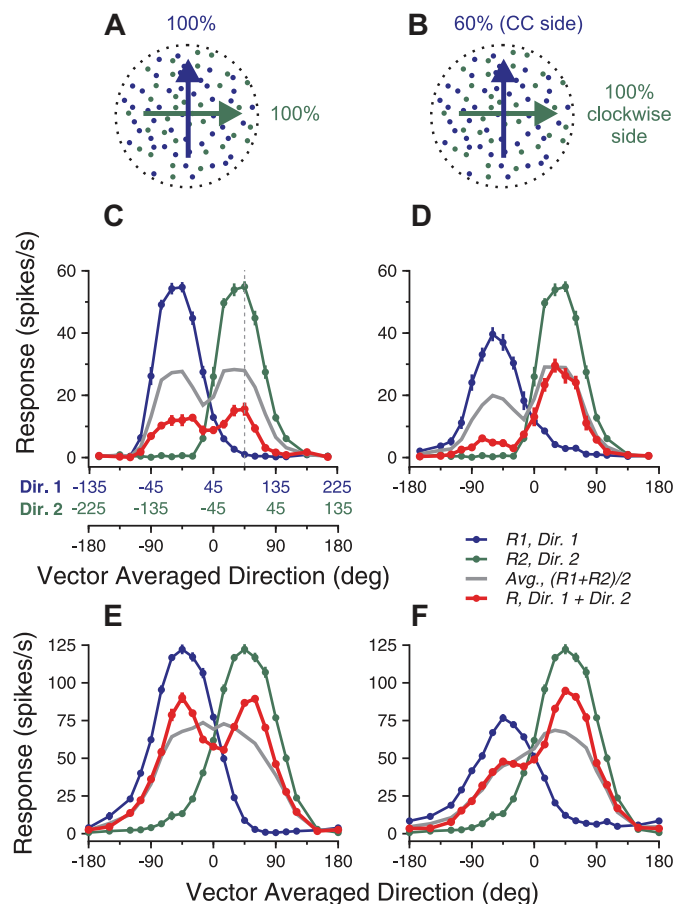 A
B
100%
60% (CC side)
100%
100%
clockwise
side
C
D
Response (spikes/s)
60
40
20
0
60
40
20
0
Dir. 1 -135 -45 45 135 225
Dir. 2 -225 -135 -45 45 135
-180 -90 0 90 180
-180 -90 0 90 180
Vector Averaged Direction (deg)
R1, Dir. 1
R2, Dir. 2
Avg., (R1+R2)/2
R, Dir. 1 + Dir. 2
E
F
Response (spikes/s)
125
100
75
50
25
0
125
100
75
50
25
0
-180 -90 0 90 180
-180 -90 0 90 180
Vector Averaged Direction (deg)